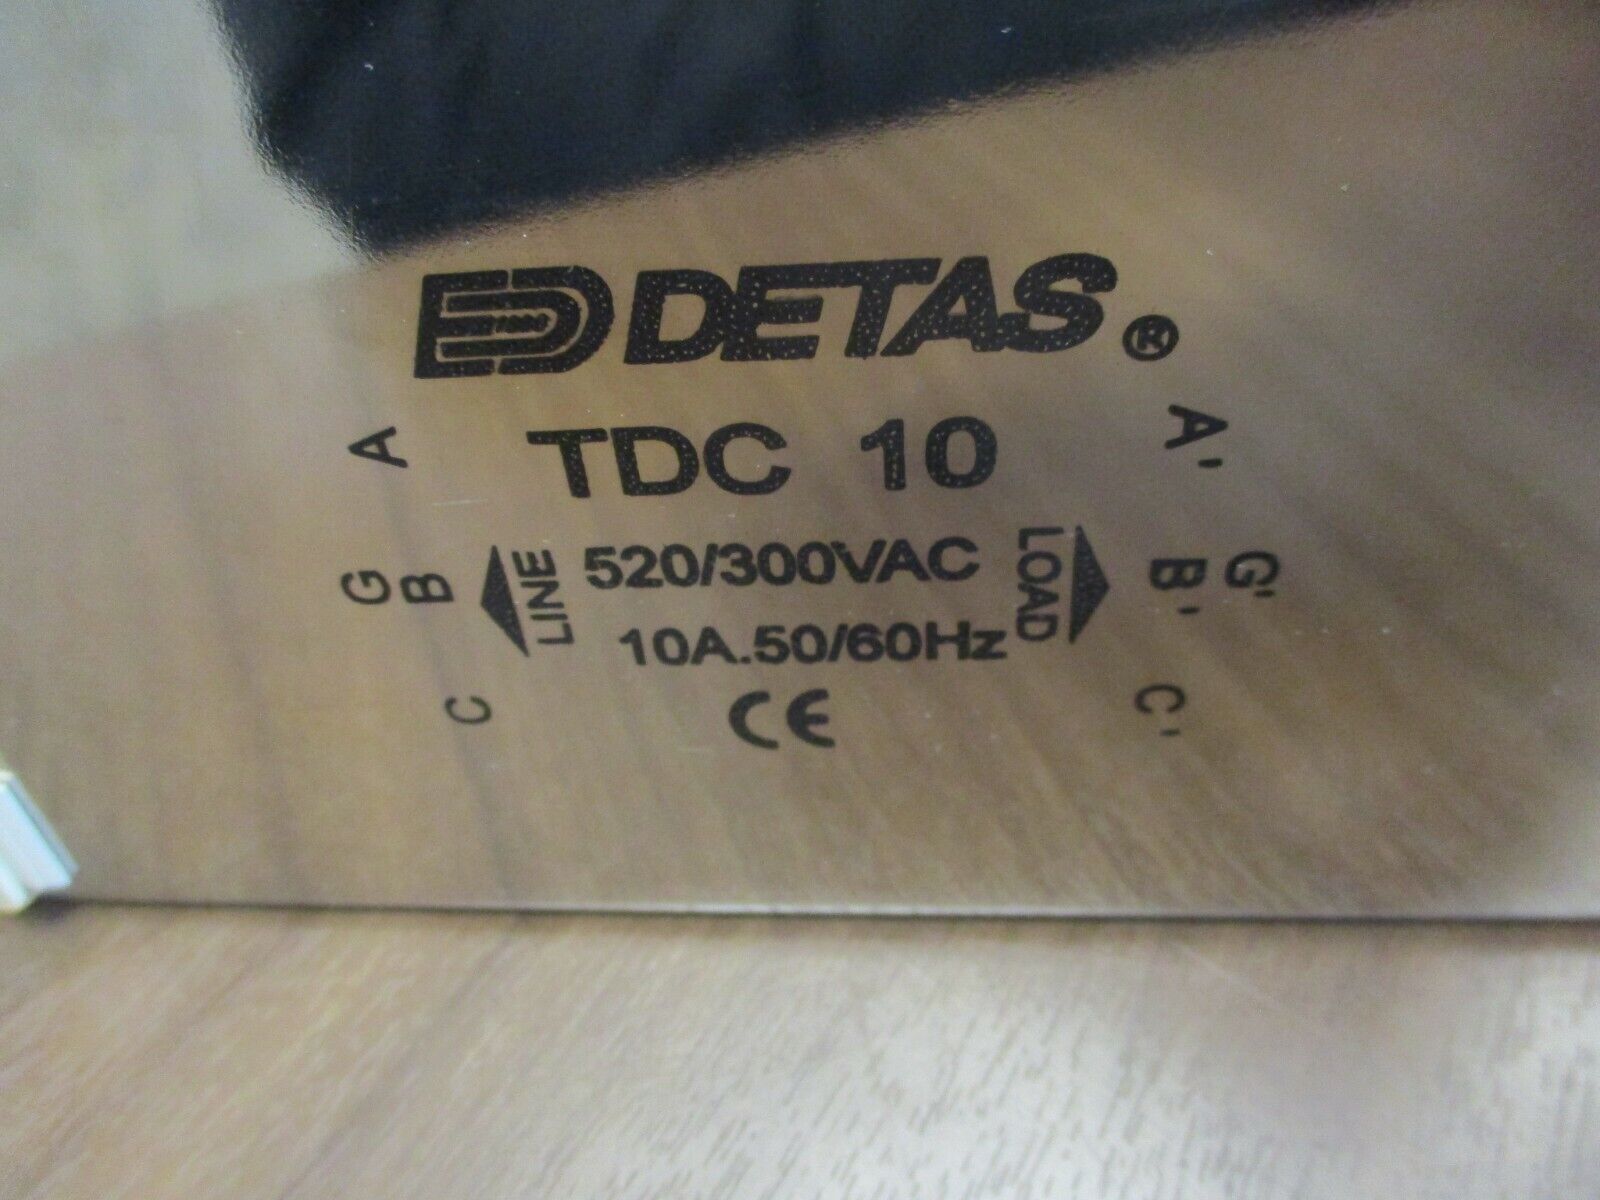 DETAS ®
A TDC 10 A'
G B LINE 520/300VAC LOAD B' G'
10A.50/60Hz
C CE C'